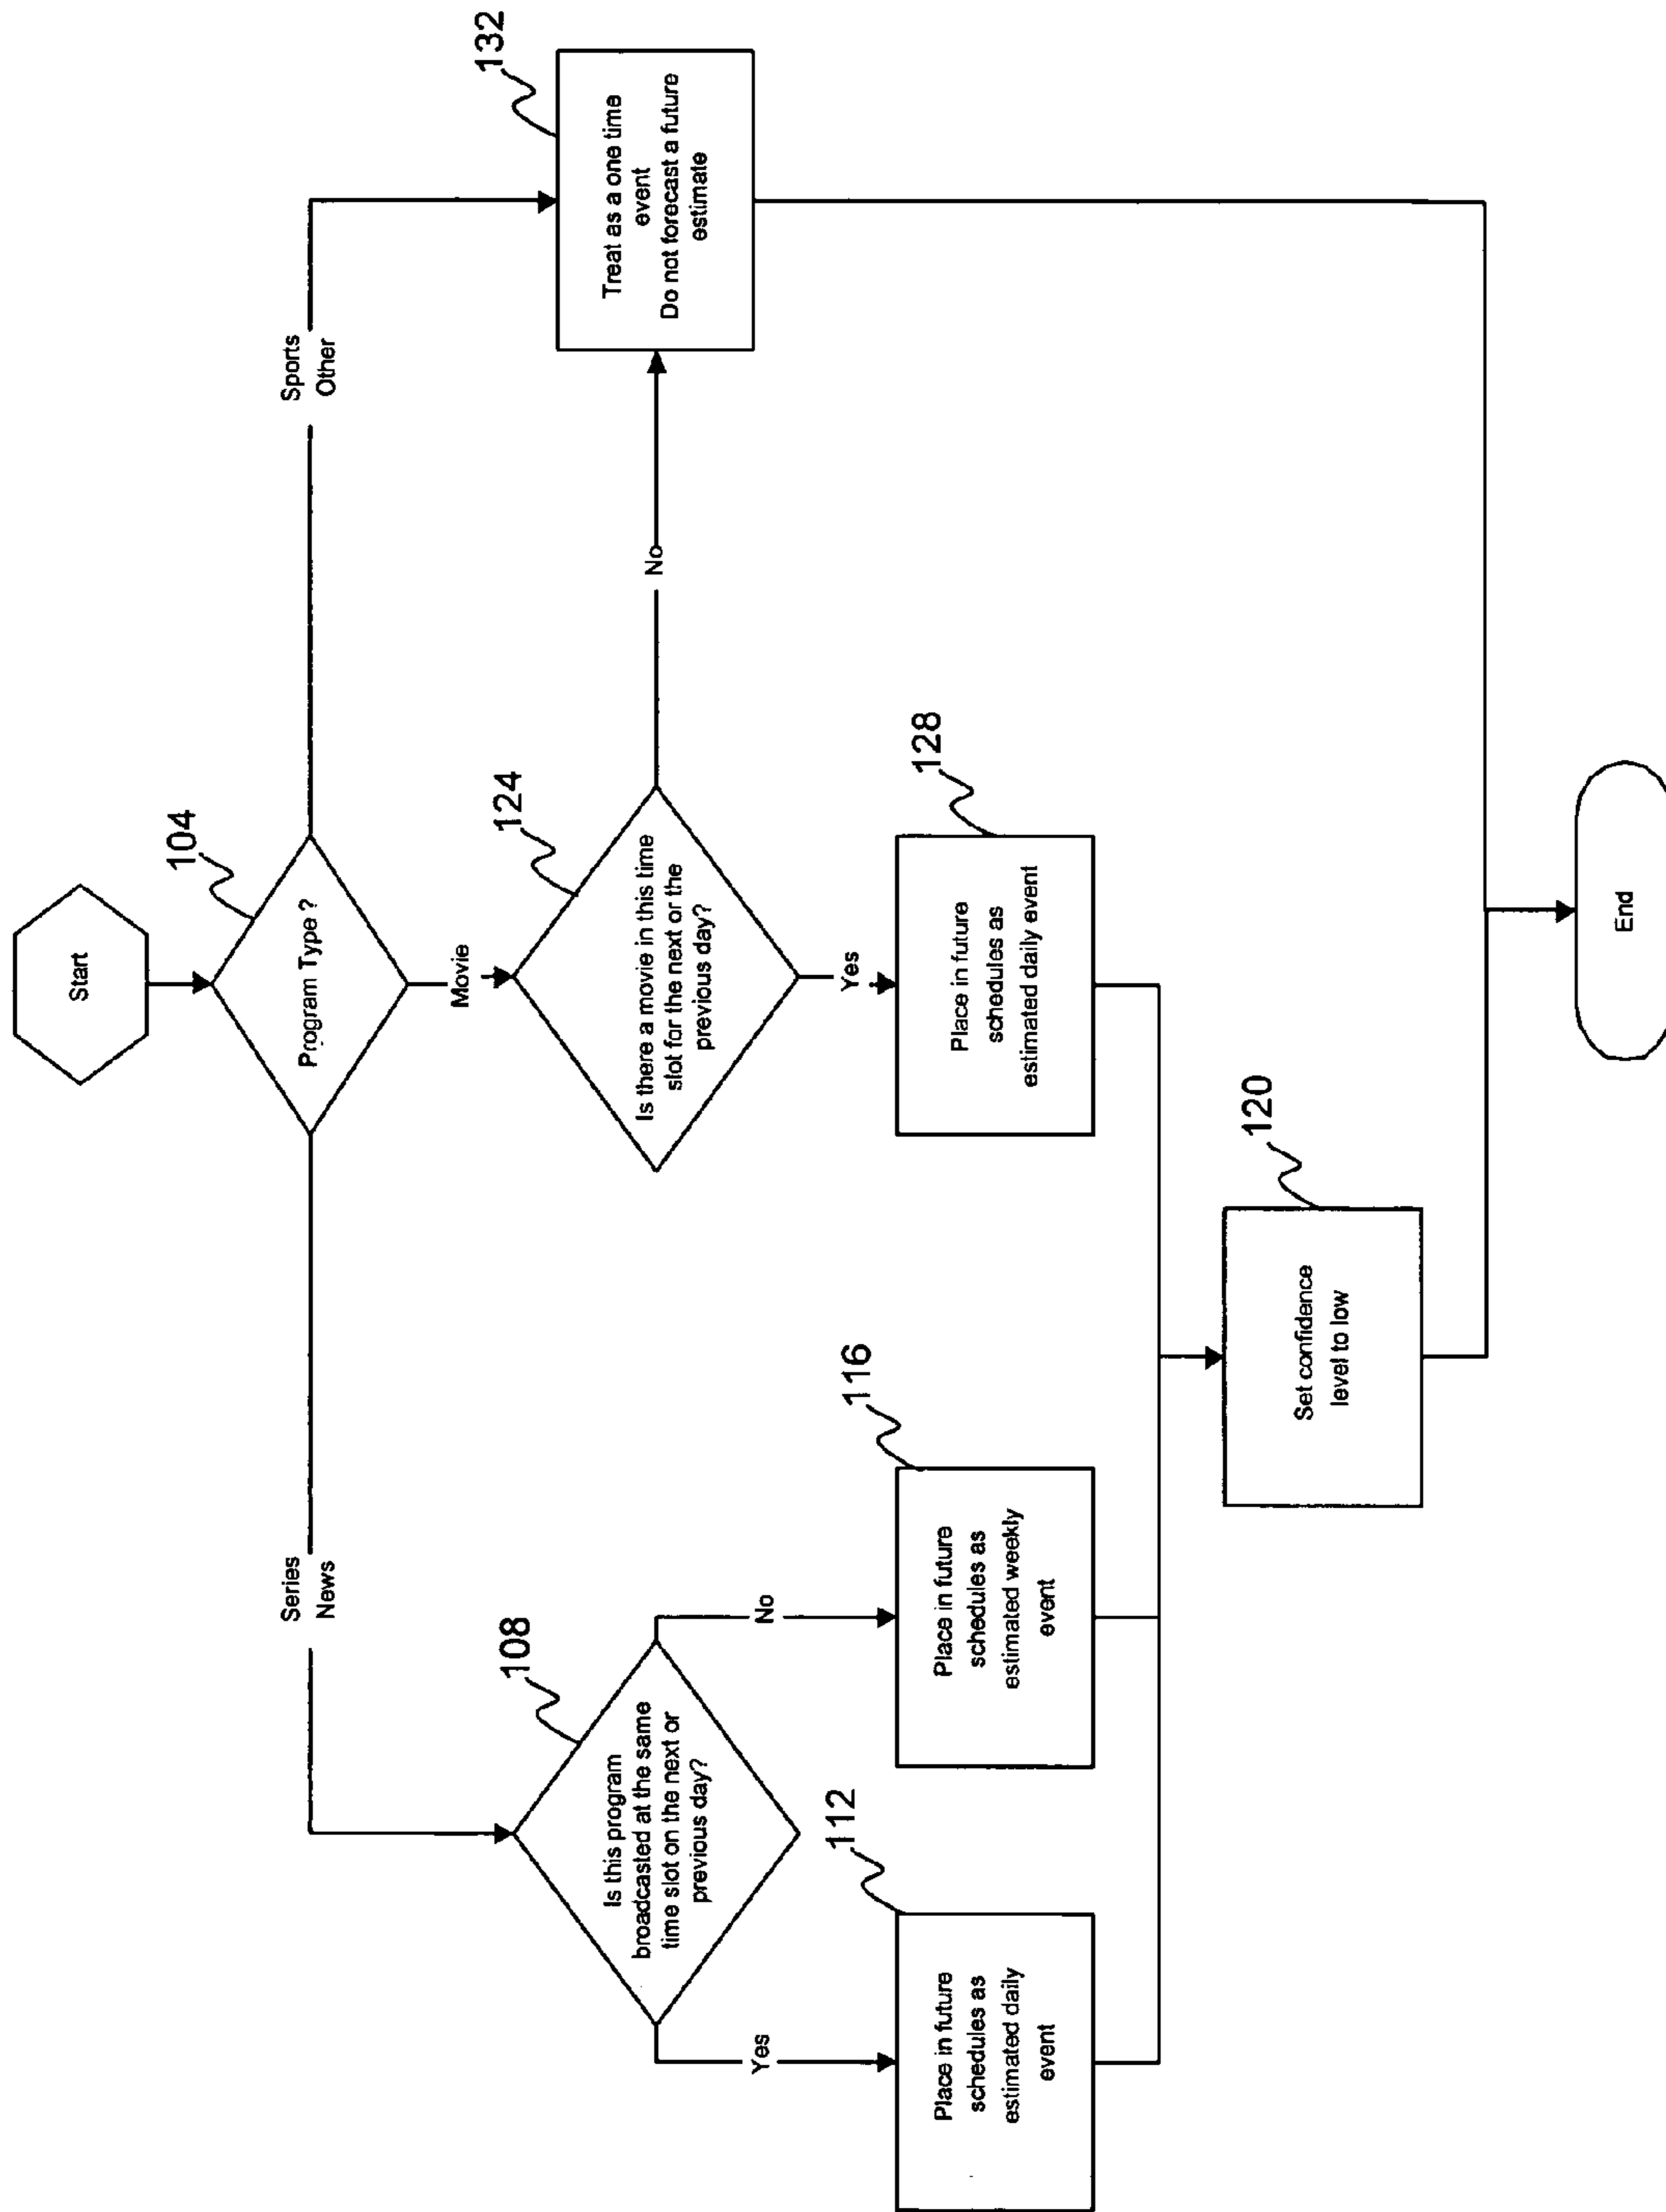 Start
104
Program Type ?
Series
News
Movie
Sports
Other
108
Is this program
broadcasted at the same
time slot on the next or
previous day?
124
Is there a movie in this time
slot for the next or the
previous day?
No
132
Treat as a one time
event
Do not forecast a future
estimate
Yes
No
Yes
112
Place in future
schedules as
estimated daily
event
116
Place in future
schedules as
estimated weekly
event
128
Place in future
schedules as
estimated daily event
120
Set confidence
level to low
End